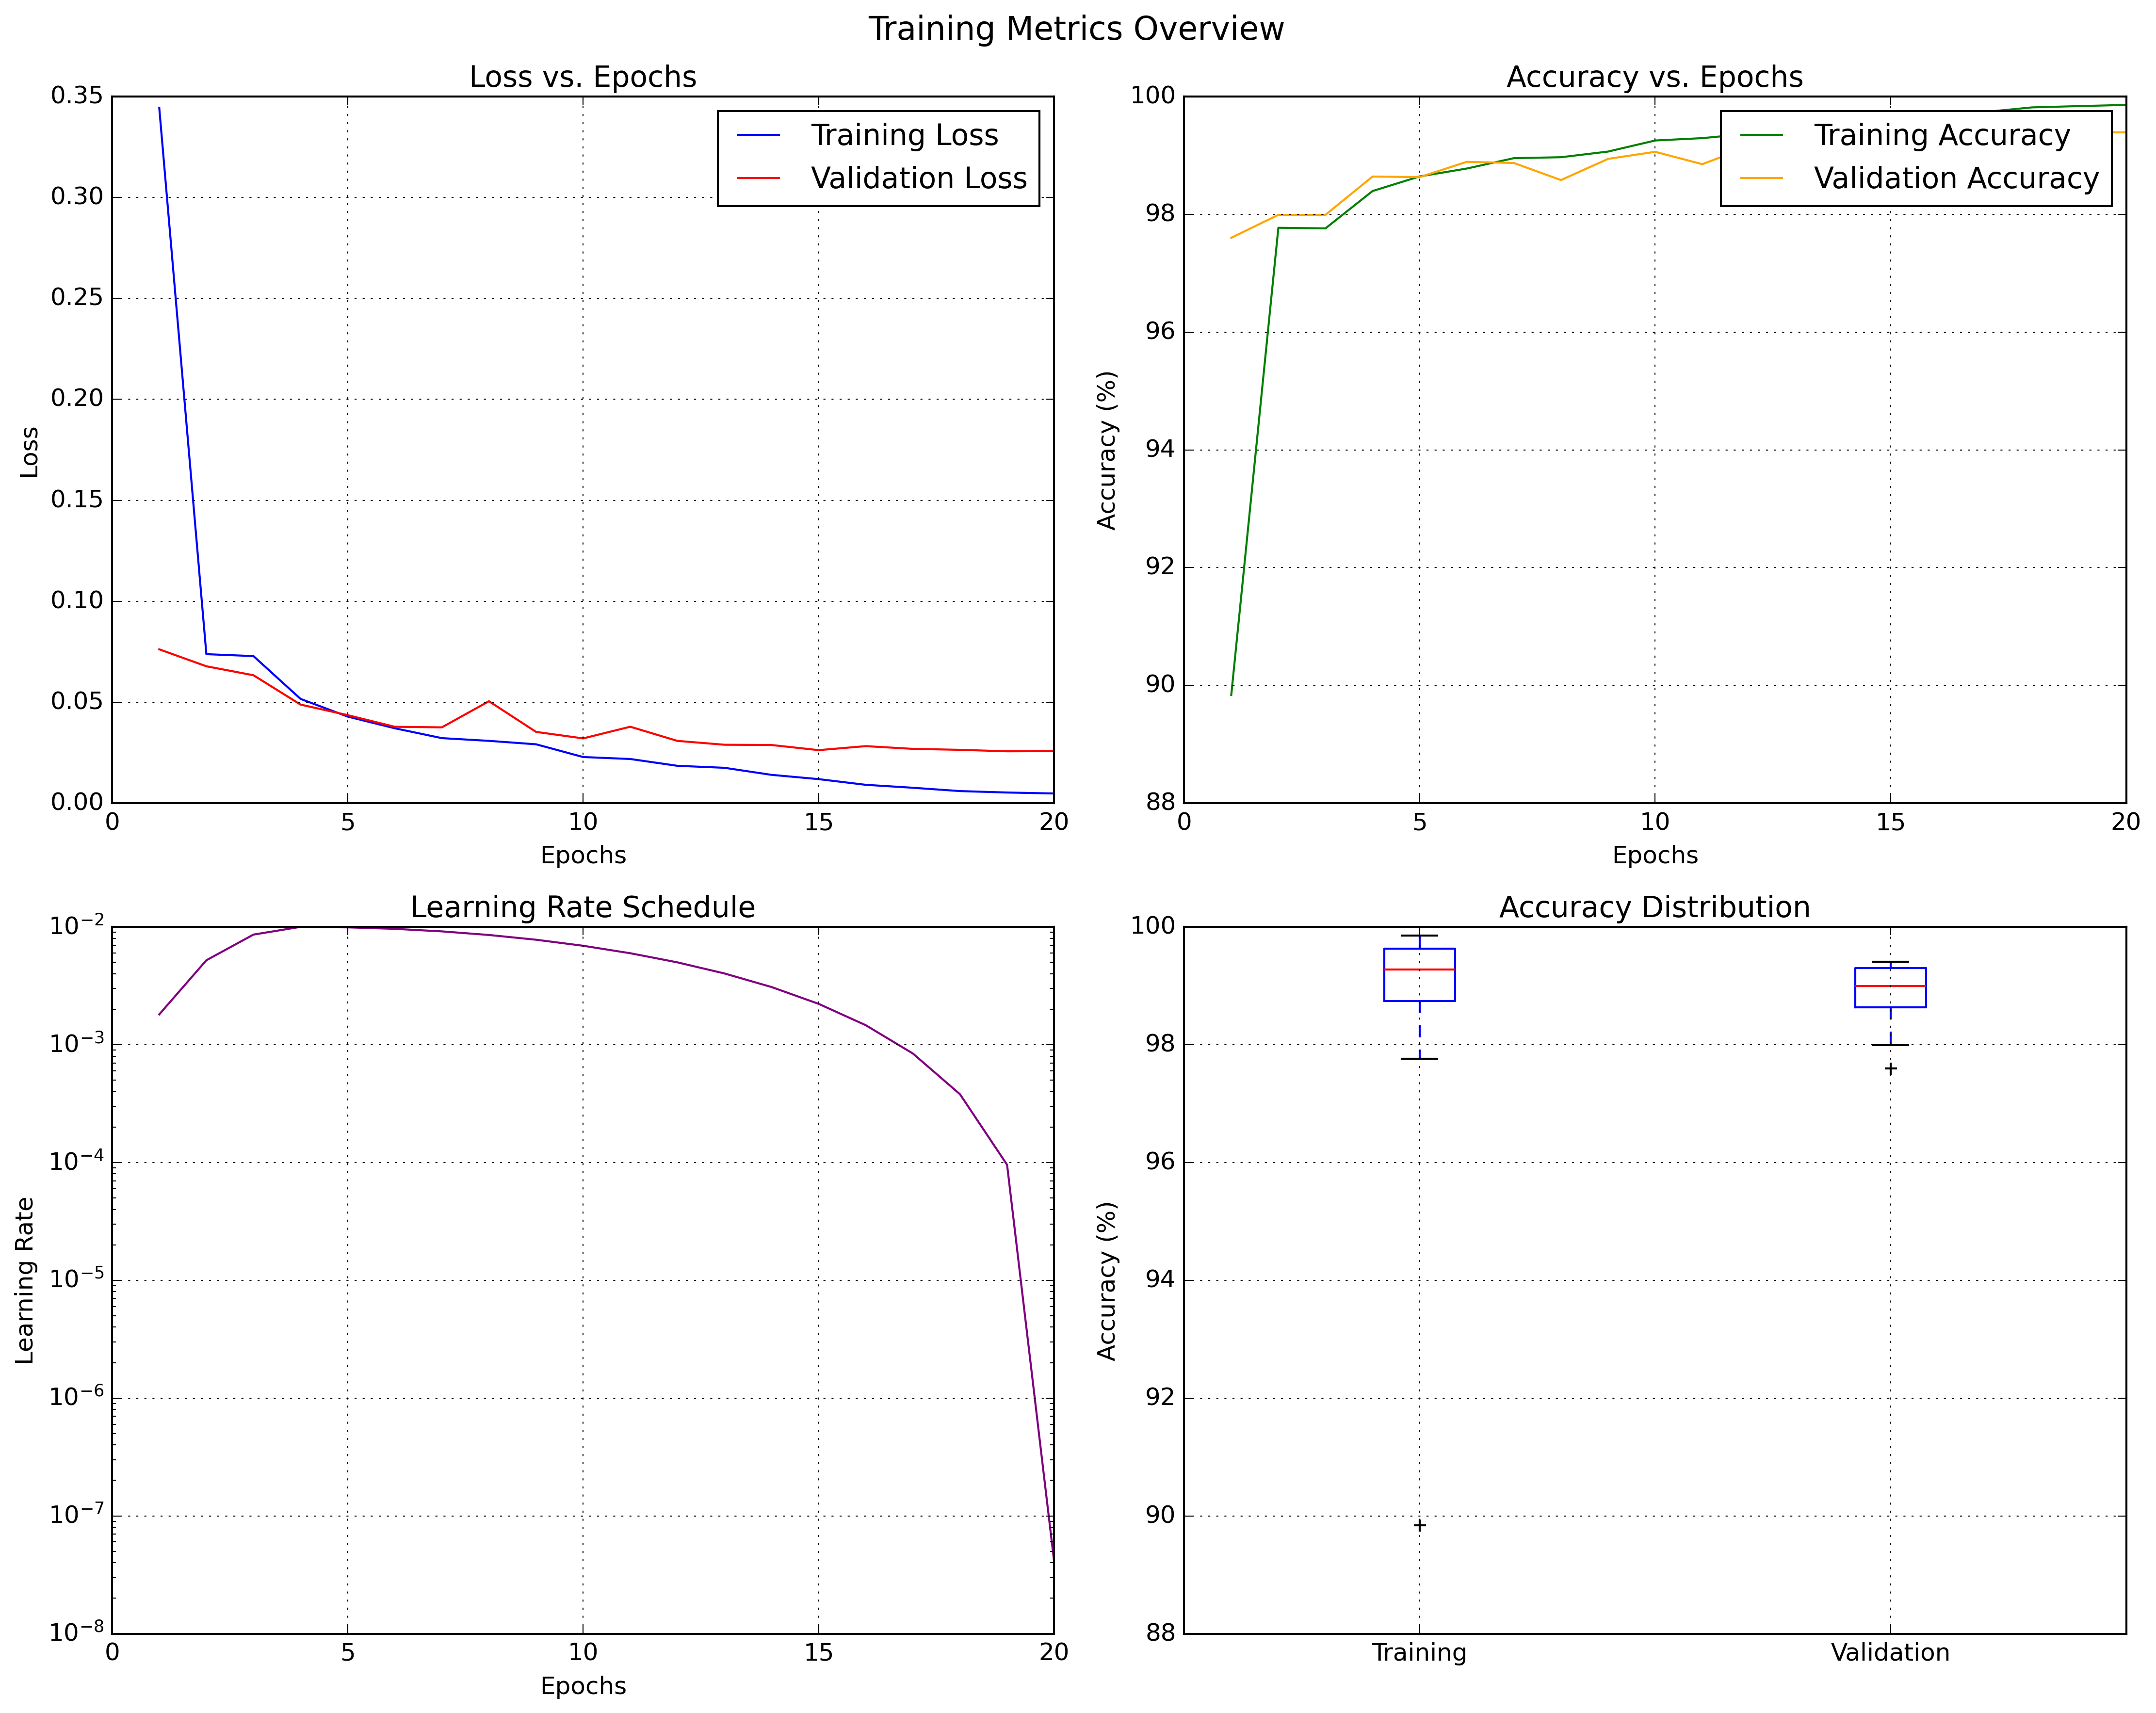 Training Metrics Overview
Loss vs. Epochs
0.35
0.30
0.25
0.20
0.15
0.10
0.05
0.00
Loss
Training Loss
Validation Loss
0 5 10 15 20
Epochs
Accuracy vs. Epochs
100
98
96
94
92
90
88
Accuracy (%)
Training Accuracy
Validation Accuracy
0 5 10 15 20
Epochs
Learning Rate Schedule
10⁻²
10⁻³
10⁻⁴
10⁻⁵
10⁻⁶
10⁻⁷
10⁻⁸
Learning Rate
0 5 10 15 20
Epochs
Accuracy Distribution
100
98
96
94
92
90
88
Accuracy (%)
Training Validation